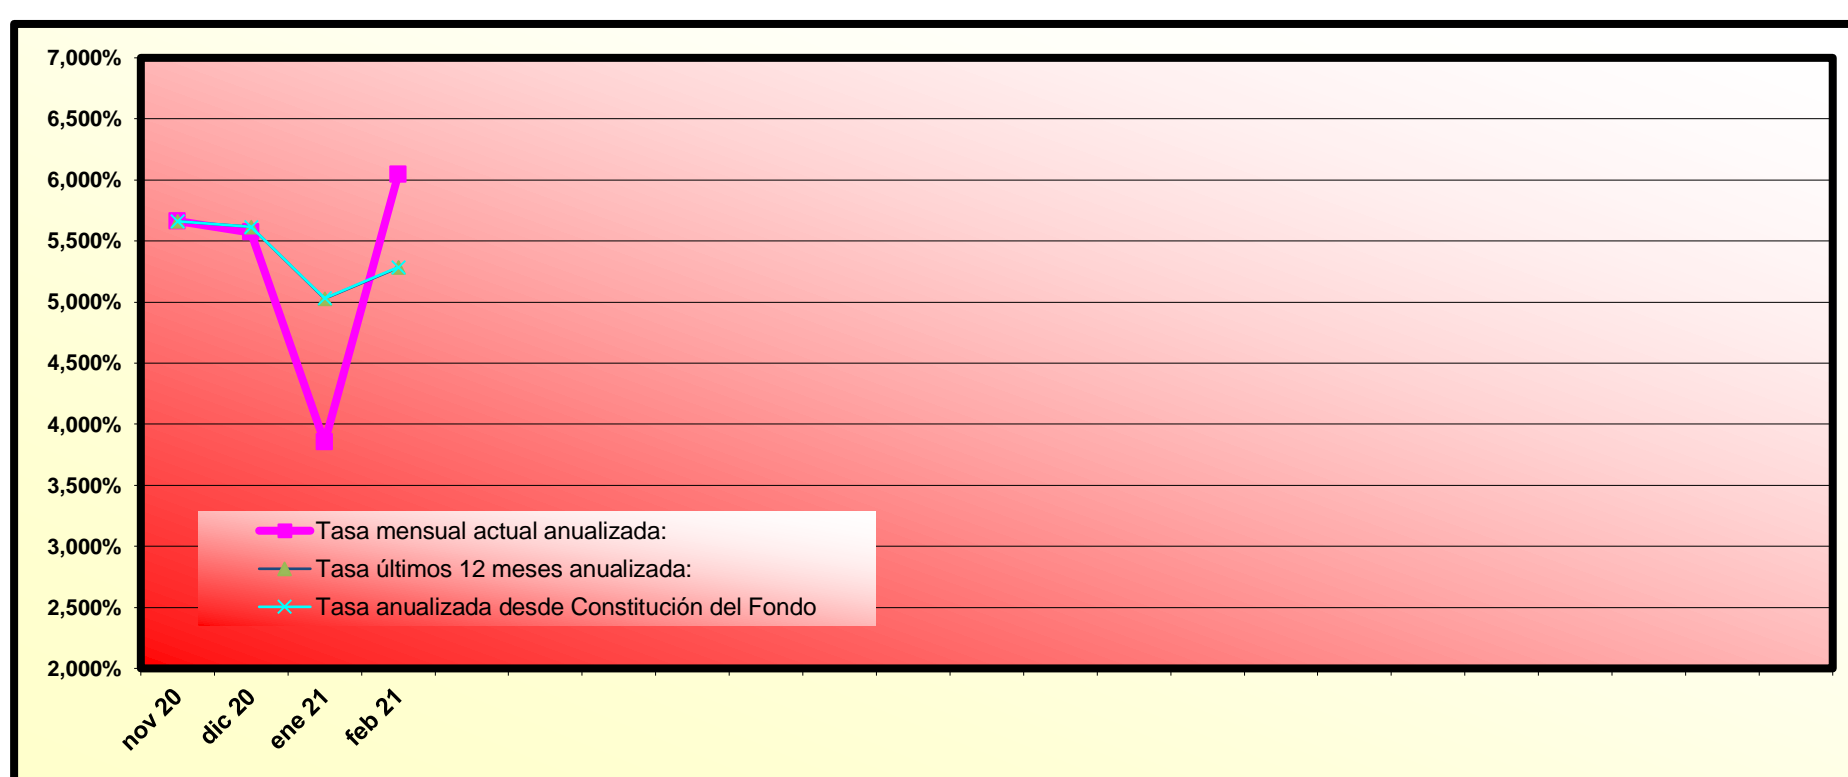 7,000%
6,500%
6,000%
5,500%
5,000%
4,500%
4,000%
3,500%
3,000%
2,500%
2,000%
Tasa mensual actual anualizada:
Tasa últimos 12 meses anualizada:
Tasa anualizada desde Constitución del Fondo
nov 20
dic 20
ene 21
feb 21